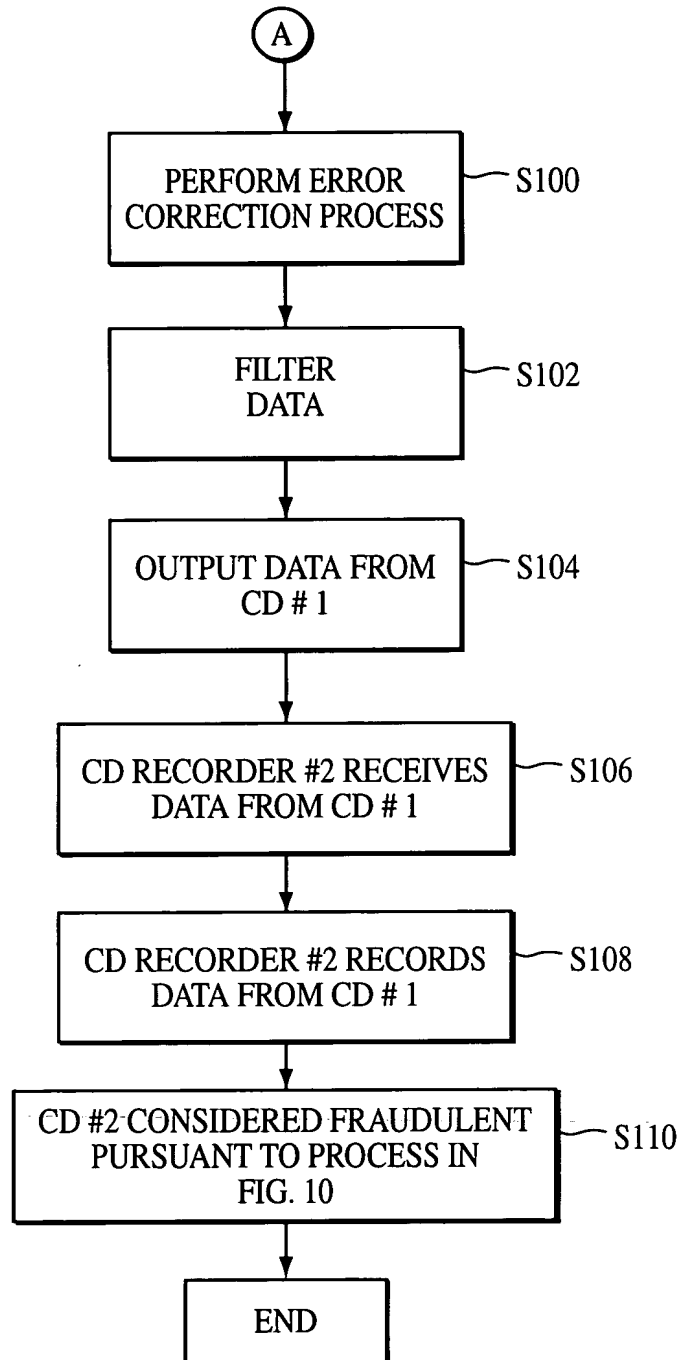 A
PERFORM ERROR
CORRECTION PROCESS
S100
FILTER
DATA
S102
OUTPUT DATA FROM
CD # 1
S104
CD RECORDER #2 RECEIVES
DATA FROM CD # 1
S106
CD RECORDER #2 RECORDS
DATA FROM CD # 1
S108
CD #2 CONSIDERED FRAUDULENT
PURSUANT TO PROCESS IN
FIG. 10
S110
END